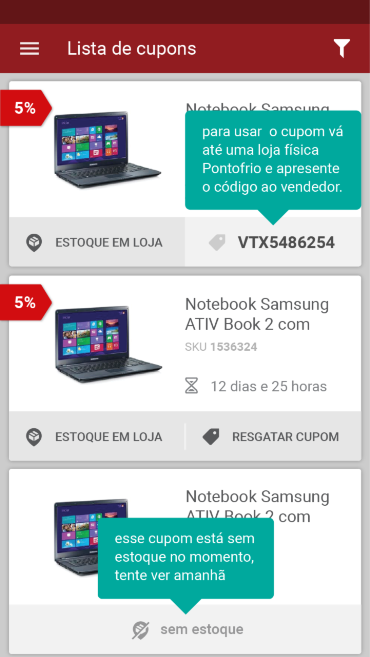 Lista de cupons
5%
Notebook Samsung
para usar o cupom vá
até uma loja física
Pontofrio e apresente
o código ao vendedor.
ESTOQUE EM LOJA
VTX5486254
5%
Notebook Samsung
ATIV Book 2 com
SKU 1536324
12 dias e 25 horas
ESTOQUE EM LOJA
RESGATAR CUPOM
Notebook Samsung
ATIV Book 2 com
esse cupom está sem
estoque no momento,
tente ver amanhã
sem estoque